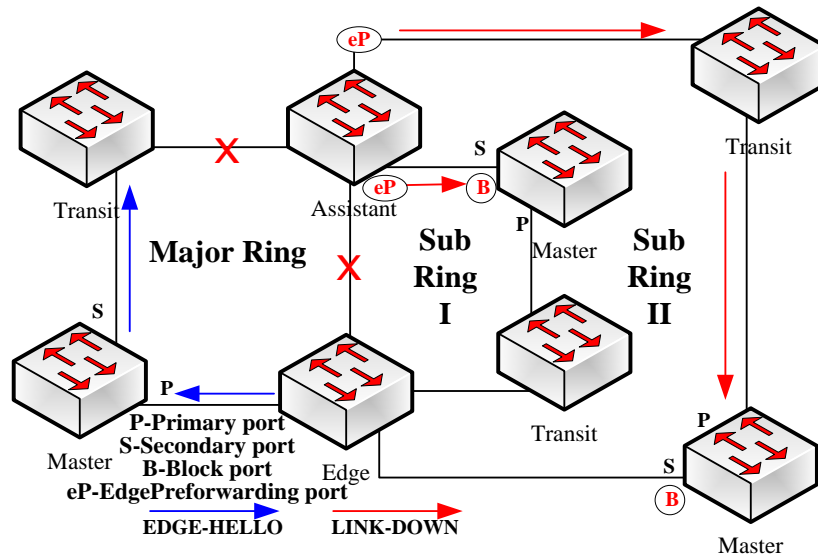 eP
Transit
S
eP
B
Transit
Assistant
P
Master
Major Ring
Sub
Ring
I
Sub
Ring
II
S
P
Master
P-Primary port
S-Secondary port
B-Block port
eP-EdgePreforwarding port
EDGE-HELLO
LINK-DOWN
Edge
Transit
P
S
B
Master